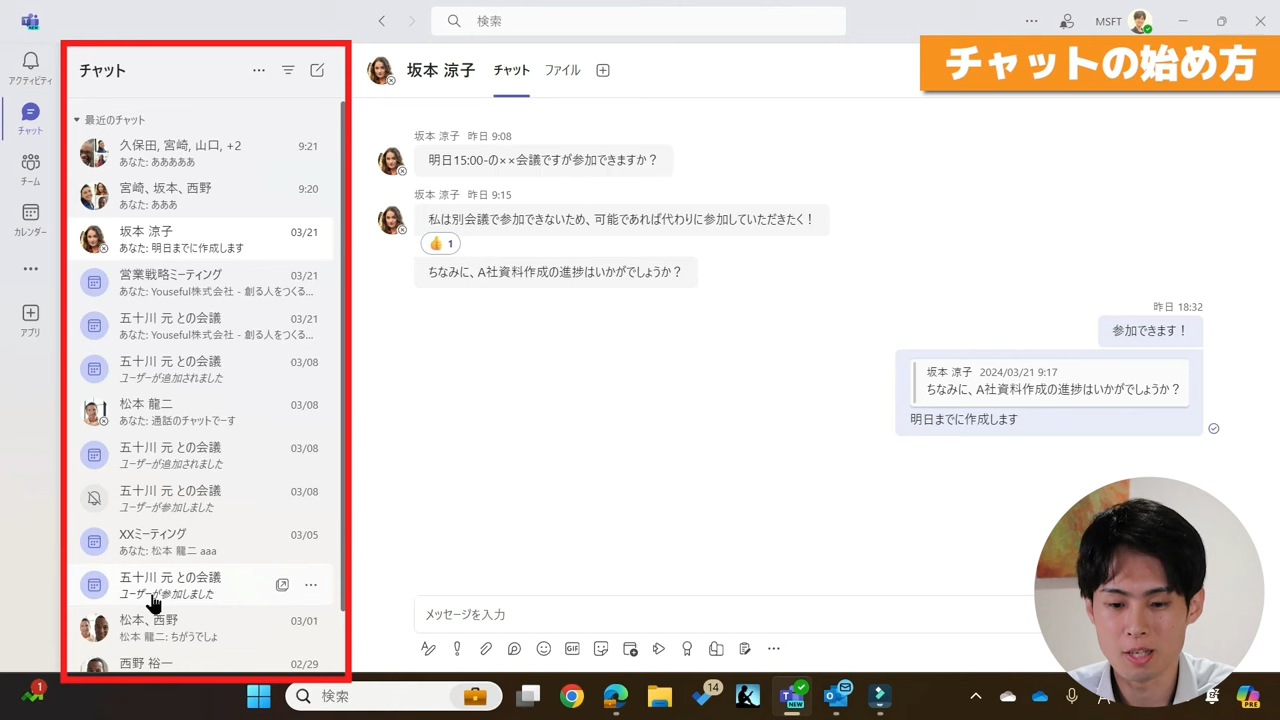 NEW
検索
MSFT
チャットの始め方
アクティビティ
チャット
チーム
カレンダー
アプリ
チャット
最近のチャット
久保田, 宮崎, 山口, +2 9:21
あなた: あああああ
宮崎、坂本、西野 9:20
あなた: あああ
坂本 涼子 03/21
あなた: 明日までに作成します
営業戦略ミーティング 03/21
あなた: Youseful株式会社 - 創る人をつくる...
五十川 元 との会議 03/21
あなた: Youseful株式会社 - 創る人をつくる...
五十川 元 との会議 03/08
ユーザーが追加されました
松本 龍二 03/08
あなた: 通話のチャットでーす
五十川 元 との会議 03/08
ユーザーが追加されました
五十川 元 との会議 03/08
ユーザーが参加しました
XXミーティング 03/05
あなた: 松本 龍二 aaa
五十川 元 との会議
ユーザーが参加しました
松本、西野 03/01
松本 龍二: ちがうでしょ
西野 裕一 02/29
坂本 涼子 チャット ファイル
坂本 涼子 昨日 9:08
明日15:00-の××会議ですが参加できますか？
坂本 涼子 昨日 9:15
私は別会議で参加できないため、可能であれば代わりに参加していただきたく！
👍 1
ちなみに、A社資料作成の進捗はいかがでしょうか？
昨日 18:32
参加できます！
坂本 涼子 2024/03/21 9:17
ちなみに、A社資料作成の進捗はいかがでしょうか？
明日までに作成します
メッセージを入力
GIF
1
検索
14
NEW
A
PRE